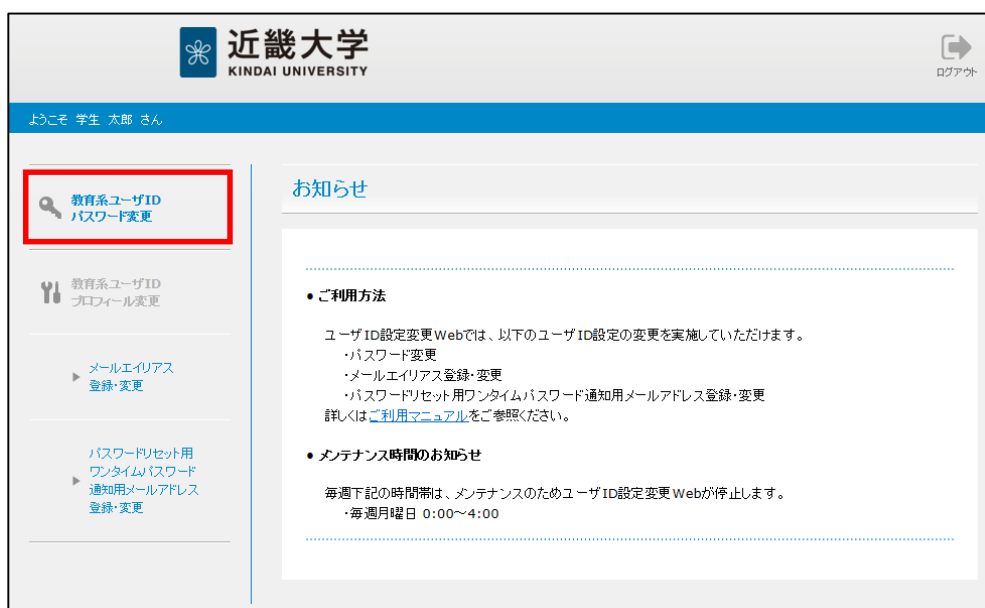 近畿大学
KINDAI UNIVERSITY
ログアウト
ようこそ 学生 太郎 さん
教育系ユーザID
パスワード変更
教育系ユーザID
プロフィール変更
メールエイリアス
登録・変更
パスワードリセット用
ワンタイムパスワード
通知用メールアドレス
登録・変更
お知らせ
• ご利用方法
ユーザID設定変更Webでは、以下のユーザID設定の変更を実施していただけます。
・パスワード変更
・メールエイリアス登録・変更
・パスワードリセット用ワンタイムパスワード通知用メールアドレス登録・変更
詳しくはご利用マニュアルをご参照ください。
• メンテナンス時間のお知らせ
毎週下記の時間帯は、メンテナンスのためユーザID設定変更Webが停止します。
・毎週月曜日 0:00～4:00